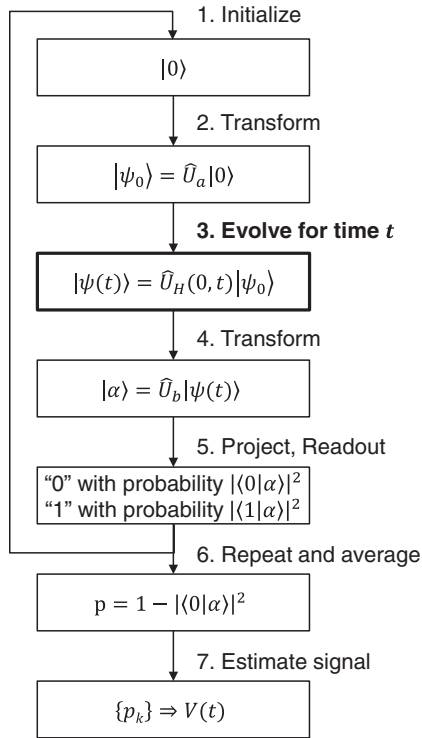 1. Initialize
|0⟩
2. Transform
|ψ₀⟩ = Û_a|0⟩
3. Evolve for time t
|ψ(t)⟩ = Û_H(0, t)|ψ₀⟩
4. Transform
|α⟩ = Û_b|ψ(t)⟩
5. Project, Readout
“0” with probability |⟨0|α⟩|²
“1” with probability |⟨1|α⟩|²
6. Repeat and average
p = 1 − |⟨0|α⟩|²
7. Estimate signal
{p_k} ⇒ V(t)